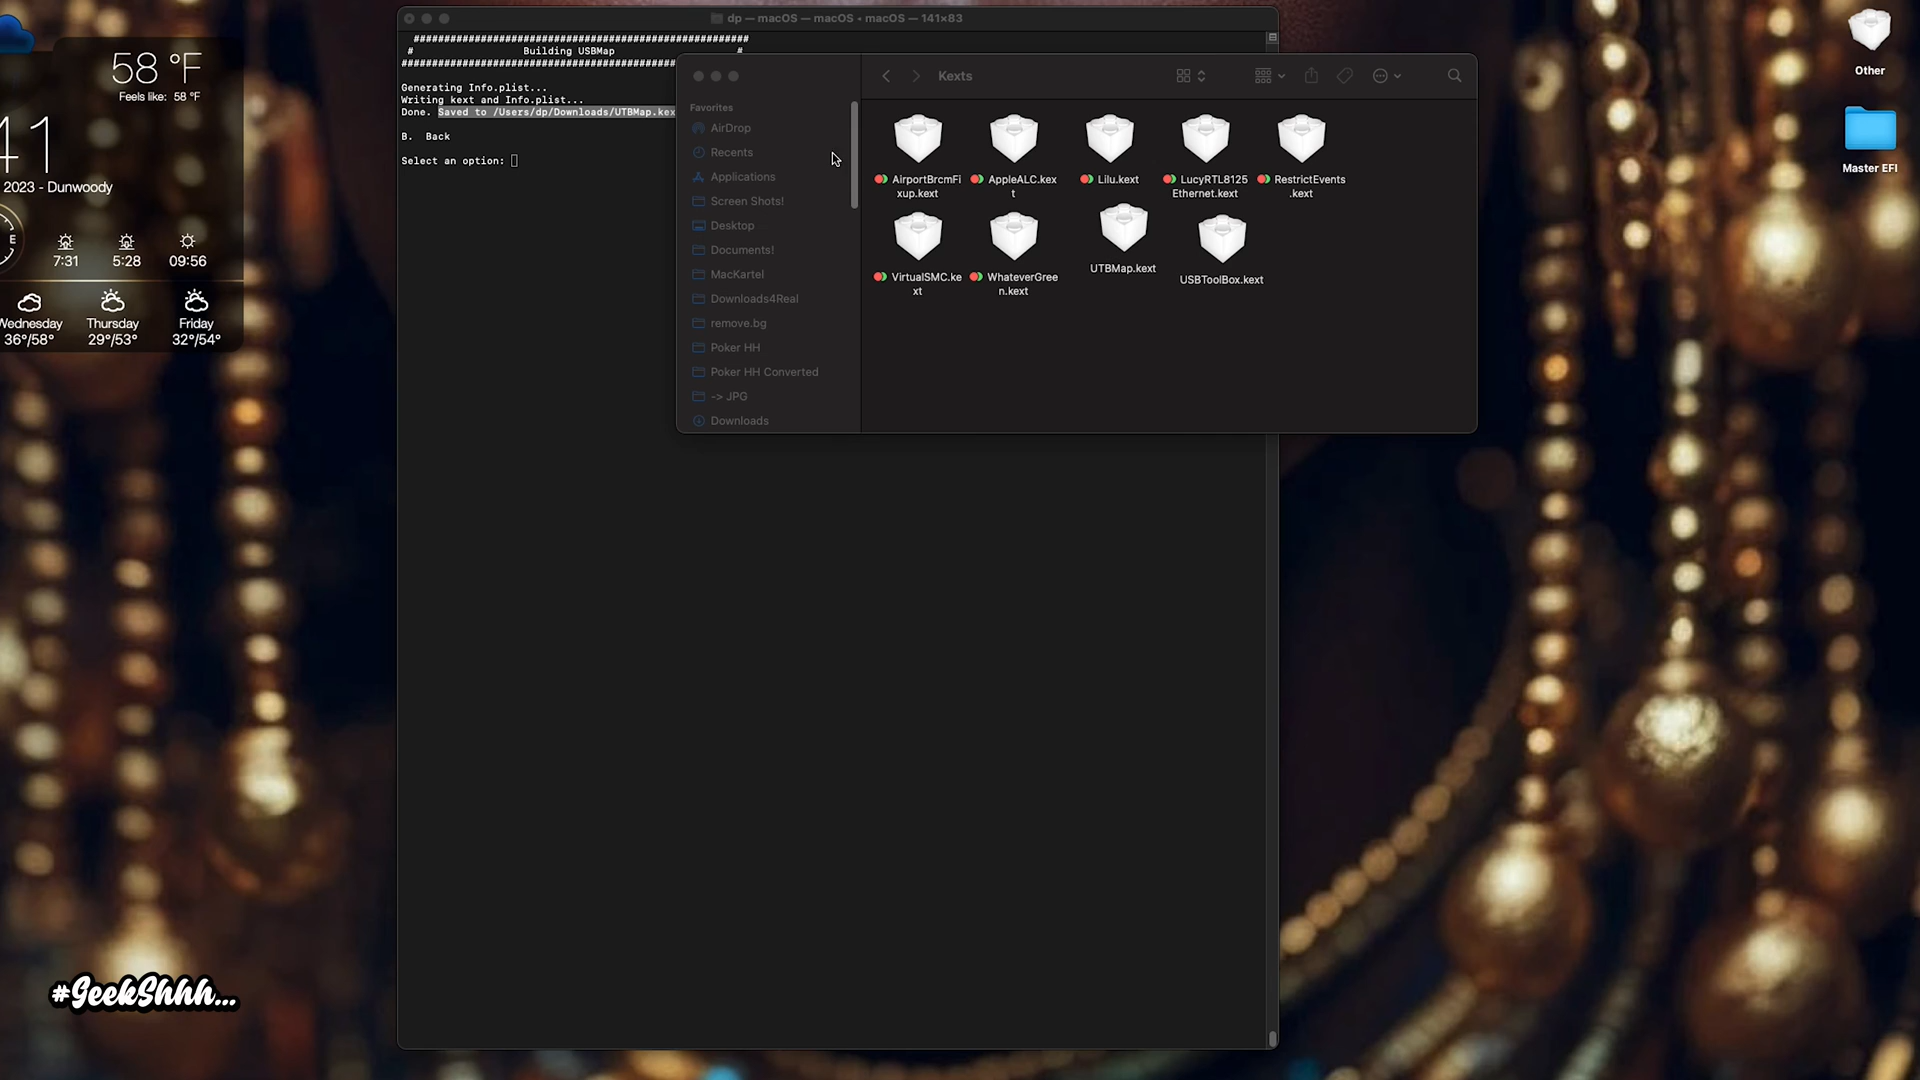 58 °F
Feels like: 58 °F
41
2023 - Dunwoody
E
7:31
5:28
09:56
Wednesday
Thursday
Friday
36°/58°
29°/53°
32°/54°
#GeekShhh...
dp — macOS — macOS • macOS — 141×83
#######################################################
# Building USBMap #
Generating Info.plist...
Writing kext and Info.plist...
Done. Saved to /Users/dp/Downloads/UTBMap.kex
B. Back
Select an option:
Favorites
AirDrop
Recents
Applications
Screen Shots!
Desktop
Documents!
MacKartel
Downloads4Real
remove.bg
Poker HH
Poker HH Converted
-> JPG
Downloads
Kexts
AirportBrcmFi
xup.kext
AppleALC.kex
t
Lilu.kext
LucyRTL8125
Ethernet.kext
RestrictEvents
.kext
VirtualSMC.ke
xt
WhateverGree
n.kext
UTBMap.kext
USBToolBox.kext
Other
Master EFI